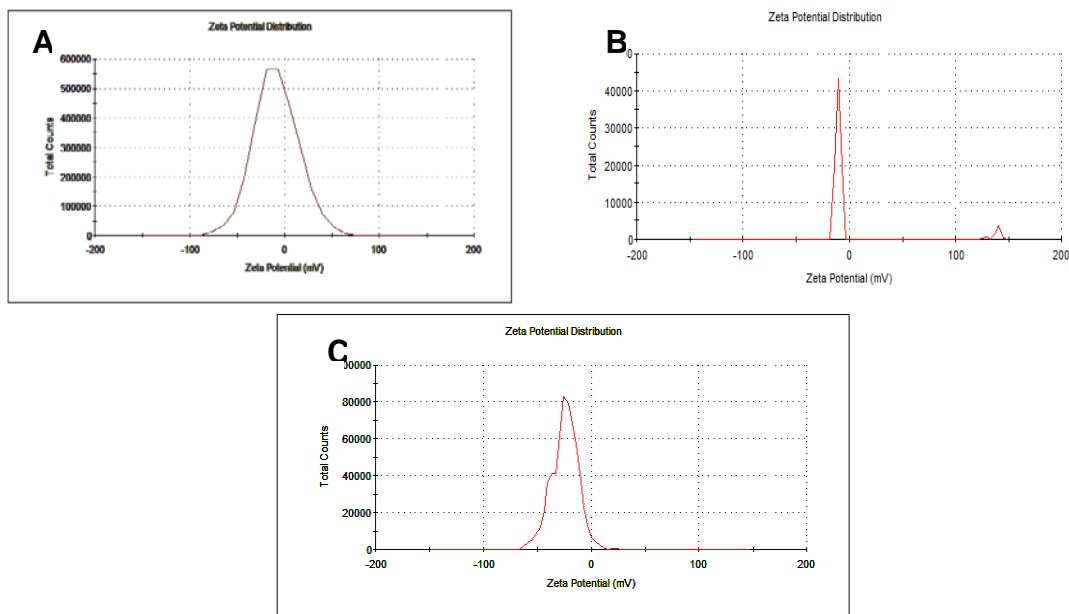 A
Zeta Potential Distribution
600000
500000
400000
300000
200000
100000
0
-200 -100 0 100 200
Total Counts
Zeta Potential (mV)
B
Zeta Potential Distribution
0
40000
30000
20000
10000
0
-200 -100 0 100 200
Total Counts
Zeta Potential (mV)
C
Zeta Potential Distribution
00000
80000
60000
40000
20000
0
-200 -100 0 100 200
Total Counts
Zeta Potential (mV)